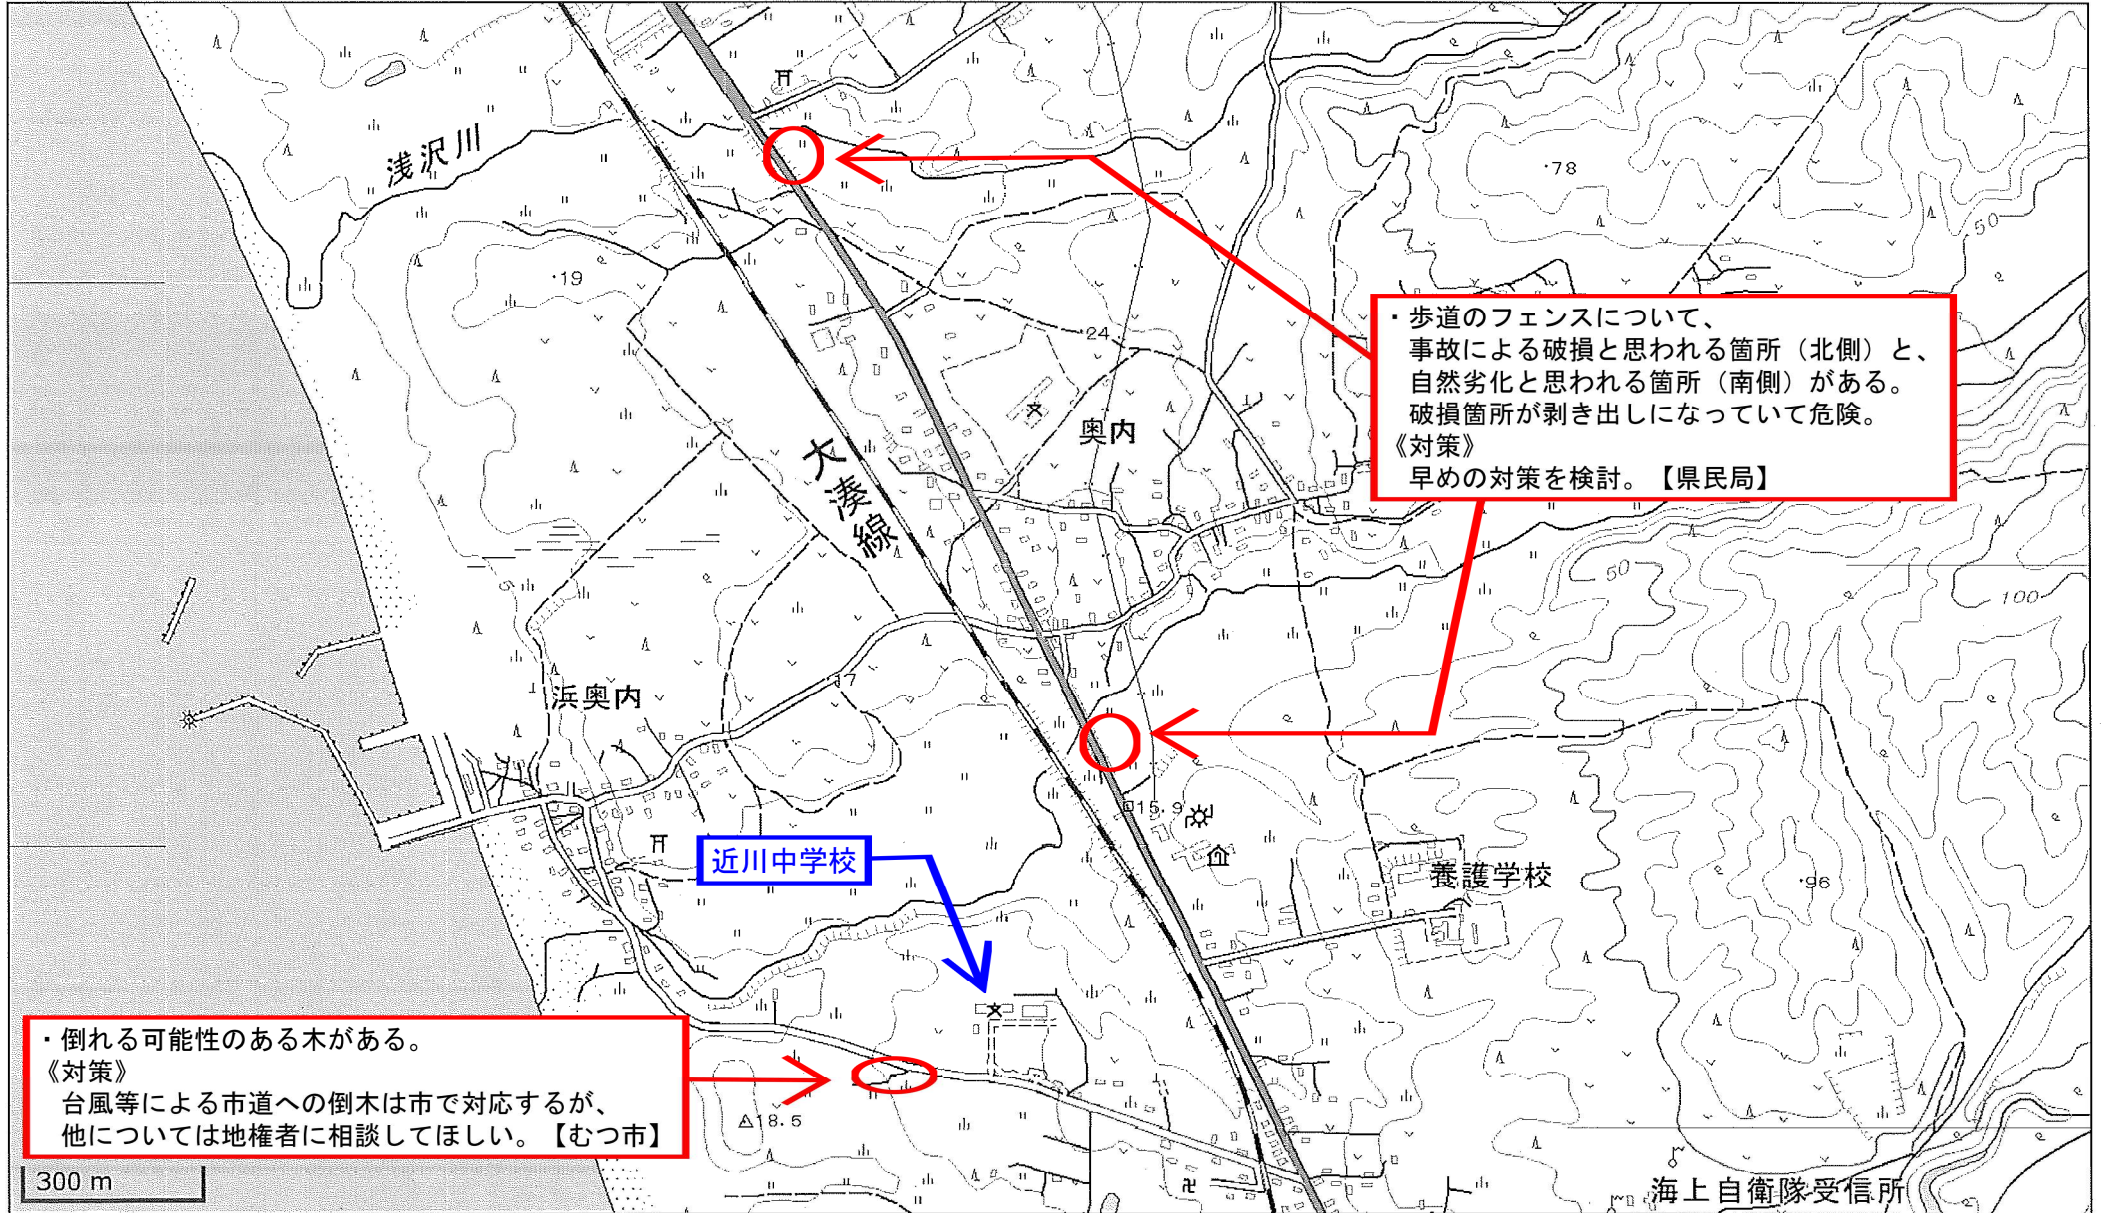 浅沢川
・78
50
・19
・歩道のフェンスについて、
事故による破損と思われる箇所（北側）と、
自然劣化と思われる箇所（南側）がある。
破損箇所が剥き出しになっていて危険。
《対策》
早めの対策を検討。【県民局】
・24
奥内
大湊線
50
100
浜奥内
17
15.9
近川中学校
養護学校
・96
・倒れる可能性のある木がある。
《対策》
台風等による市道への倒木は市で対応するが、
他については地権者に相談してほしい。【むつ市】
18.5
300 m
海上自衛隊受信所